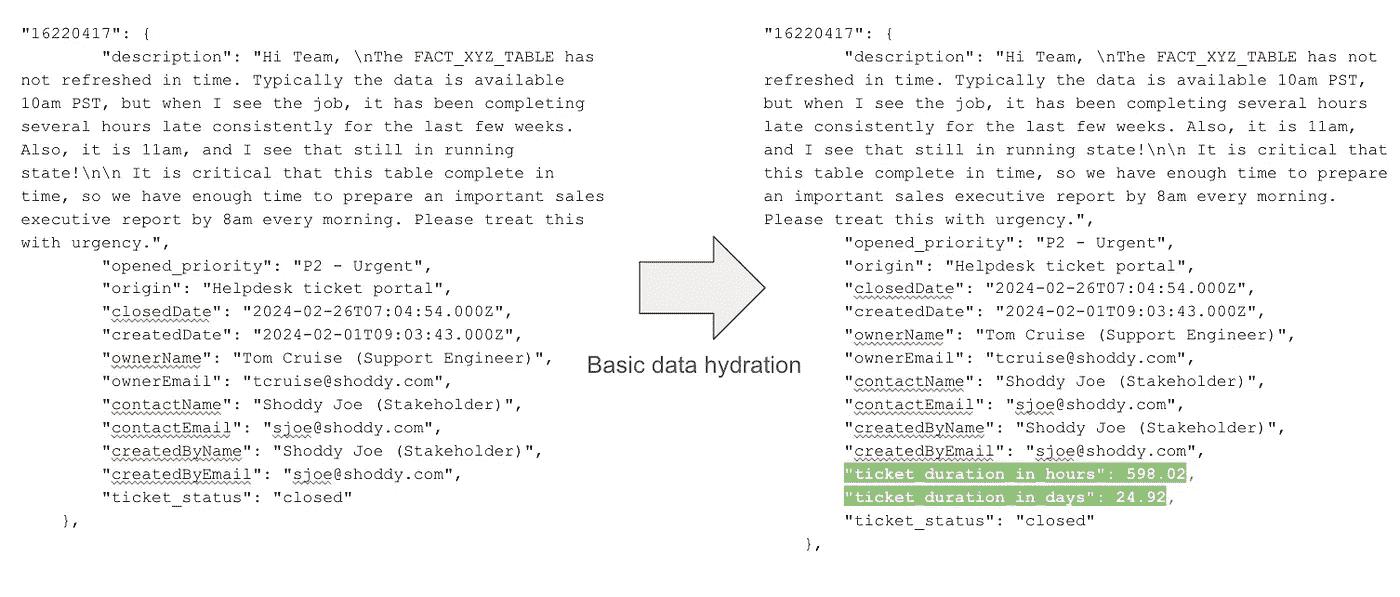 "16220417": {
"description": "Hi Team, \nThe FACT_XYZ_TABLE has
not refreshed in time. Typically the data is available
10am PST, but when I see the job, it has been completing
several hours late consistently for the last few weeks.
Also, it is 11am, and I see that still in running
state!\n\n It is critical that this table complete in
time, so we have enough time to prepare an important sales
executive report by 8am every morning. Please treat this
with urgency.",
"opened_priority": "P2 - Urgent",
"origin": "Helpdesk ticket portal",
"closedDate": "2024-02-26T07:04:54.000Z",
"createdDate": "2024-02-01T09:03:43.000Z",
"ownerName": "Tom Cruise (Support Engineer)",
"ownerEmail": "tcruise@shoddy.com",
"contactName": "Shoddy Joe (Stakeholder)",
"contactEmail": "sjoe@shoddy.com",
"createdByName": "Shoddy Joe (Stakeholder)",
"createdByEmail": "sjoe@shoddy.com",
"ticket_status": "closed"
},
Basic data hydration
"16220417": {
"description": "Hi Team, \nThe FACT_XYZ_TABLE has not
refreshed in time. Typically the data is available 10am PST,
but when I see the job, it has been completing several hours
late consistently for the last few weeks. Also, it is 11am,
and I see that still in running state!\n\n It is critical that
this table complete in time, so we have enough time to prepare
an important sales executive report by 8am every morning.
Please treat this with urgency.",
"opened_priority": "P2 - Urgent",
"origin": "Helpdesk ticket portal",
"closedDate": "2024-02-26T07:04:54.000Z",
"createdDate": "2024-02-01T09:03:43.000Z",
"ownerName": "Tom Cruise (Support Engineer)",
"ownerEmail": "tcruise@shoddy.com",
"contactName": "Shoddy Joe (Stakeholder)",
"contactEmail": "sjoe@shoddy.com",
"createdByName": "Shoddy Joe (Stakeholder)",
"createdByEmail": "sjoe@shoddy.com",
"ticket_duration_in_hours": 598.02,
"ticket_duration_in_days": 24.92,
"ticket_status": "closed"
},